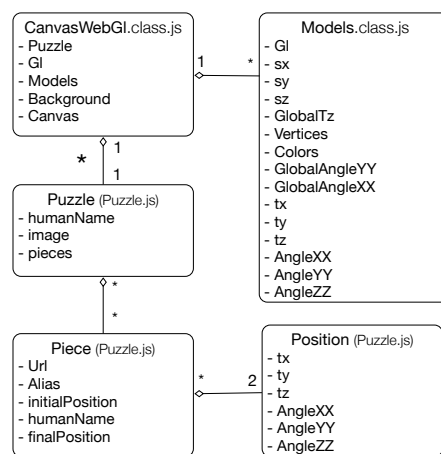 CanvasWebGl.class.js
- Puzzle
- Gl
- Models
- Background
- Canvas
1
*
Models.class.js
- Gl
- sx
- sy
- sz
- GlobalTz
- Vertices
- Colors
- GlobalAngleYY
- GlobalAngleXX
- tx
- ty
- tz
- AngleXX
- AngleYY
- AngleZZ
1
*
1
Puzzle (Puzzle.js)
- humanName
- image
- pieces
*
*
Piece (Puzzle.js)
- Url
- Alias
- initialPosition
- humanName
- finalPosition
*
2
Position (Puzzle.js)
- tx
- ty
- tz
- AngleXX
- AngleYY
- AngleZZ